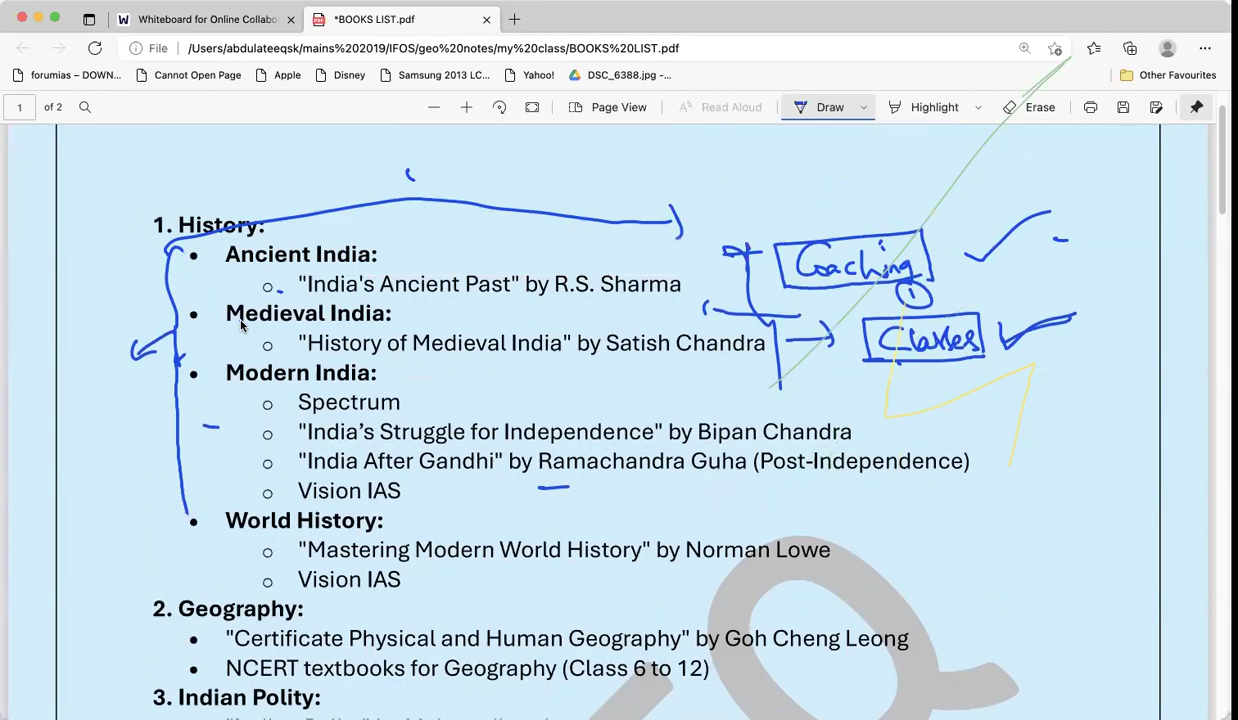 Whiteboard for Online Collabo
*BOOKS LIST.pdf
File /Users/abdulateeqsk/mains%202019/IFOS/geo%20notes/my%20class/BOOKS%20LIST.pdf
forumias – DOWN... Cannot Open Page Apple Disney Samsung 2013 LC... Yahoo! DSC_6388.jpg -... Other Favourites
1 of 2 Page View Read Aloud Draw Highlight Erase
1. History:
• Ancient India:
o "India's Ancient Past" by R.S. Sharma
Coaching
1
• Medieval India:
o "History of Medieval India" by Satish Chandra
Classes
• Modern India:
o Spectrum
o "India’s Struggle for Independence" by Bipan Chandra
o "India After Gandhi" by Ramachandra Guha (Post-Independence)
o Vision IAS
• World History:
o "Mastering Modern World History" by Norman Lowe
o Vision IAS
2. Geography:
• "Certificate Physical and Human Geography" by Goh Cheng Leong
• NCERT textbooks for Geography (Class 6 to 12)
3. Indian Polity: